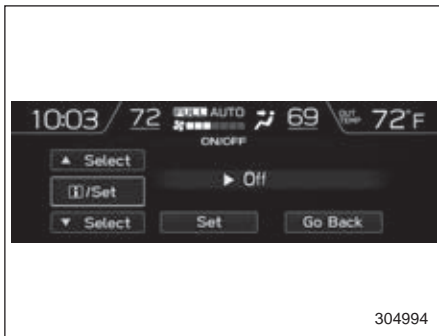 10:03 72 FULL AUTO 69 OUT TEMP 72°F
ON/OFF
▲ Select
i/Set
► Off
▼ Select Set Go Back
304994